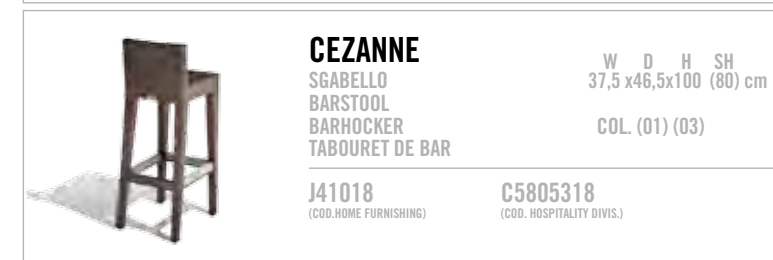 CEZANNE
SGABELLO
BARSTOOL
BARHOCKER
TABOURET DE BAR
W D H SH
37,5 x46,5x100 (80) cm
COL. (01) (03)
J41018
(COD.HOME FURNISHING)
C5805318
(COD. HOSPITALITY DIVIS.)